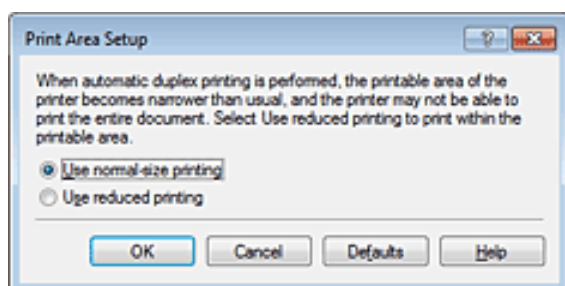 Print Area Setup
When automatic duplex printing is performed, the printable area of the
printer becomes narrower than usual, and the printer may not be able to
print the entire document. Select Use reduced printing to print within the
printable area.
Use normal-size printing
Use reduced printing
OK Cancel Defaults Help